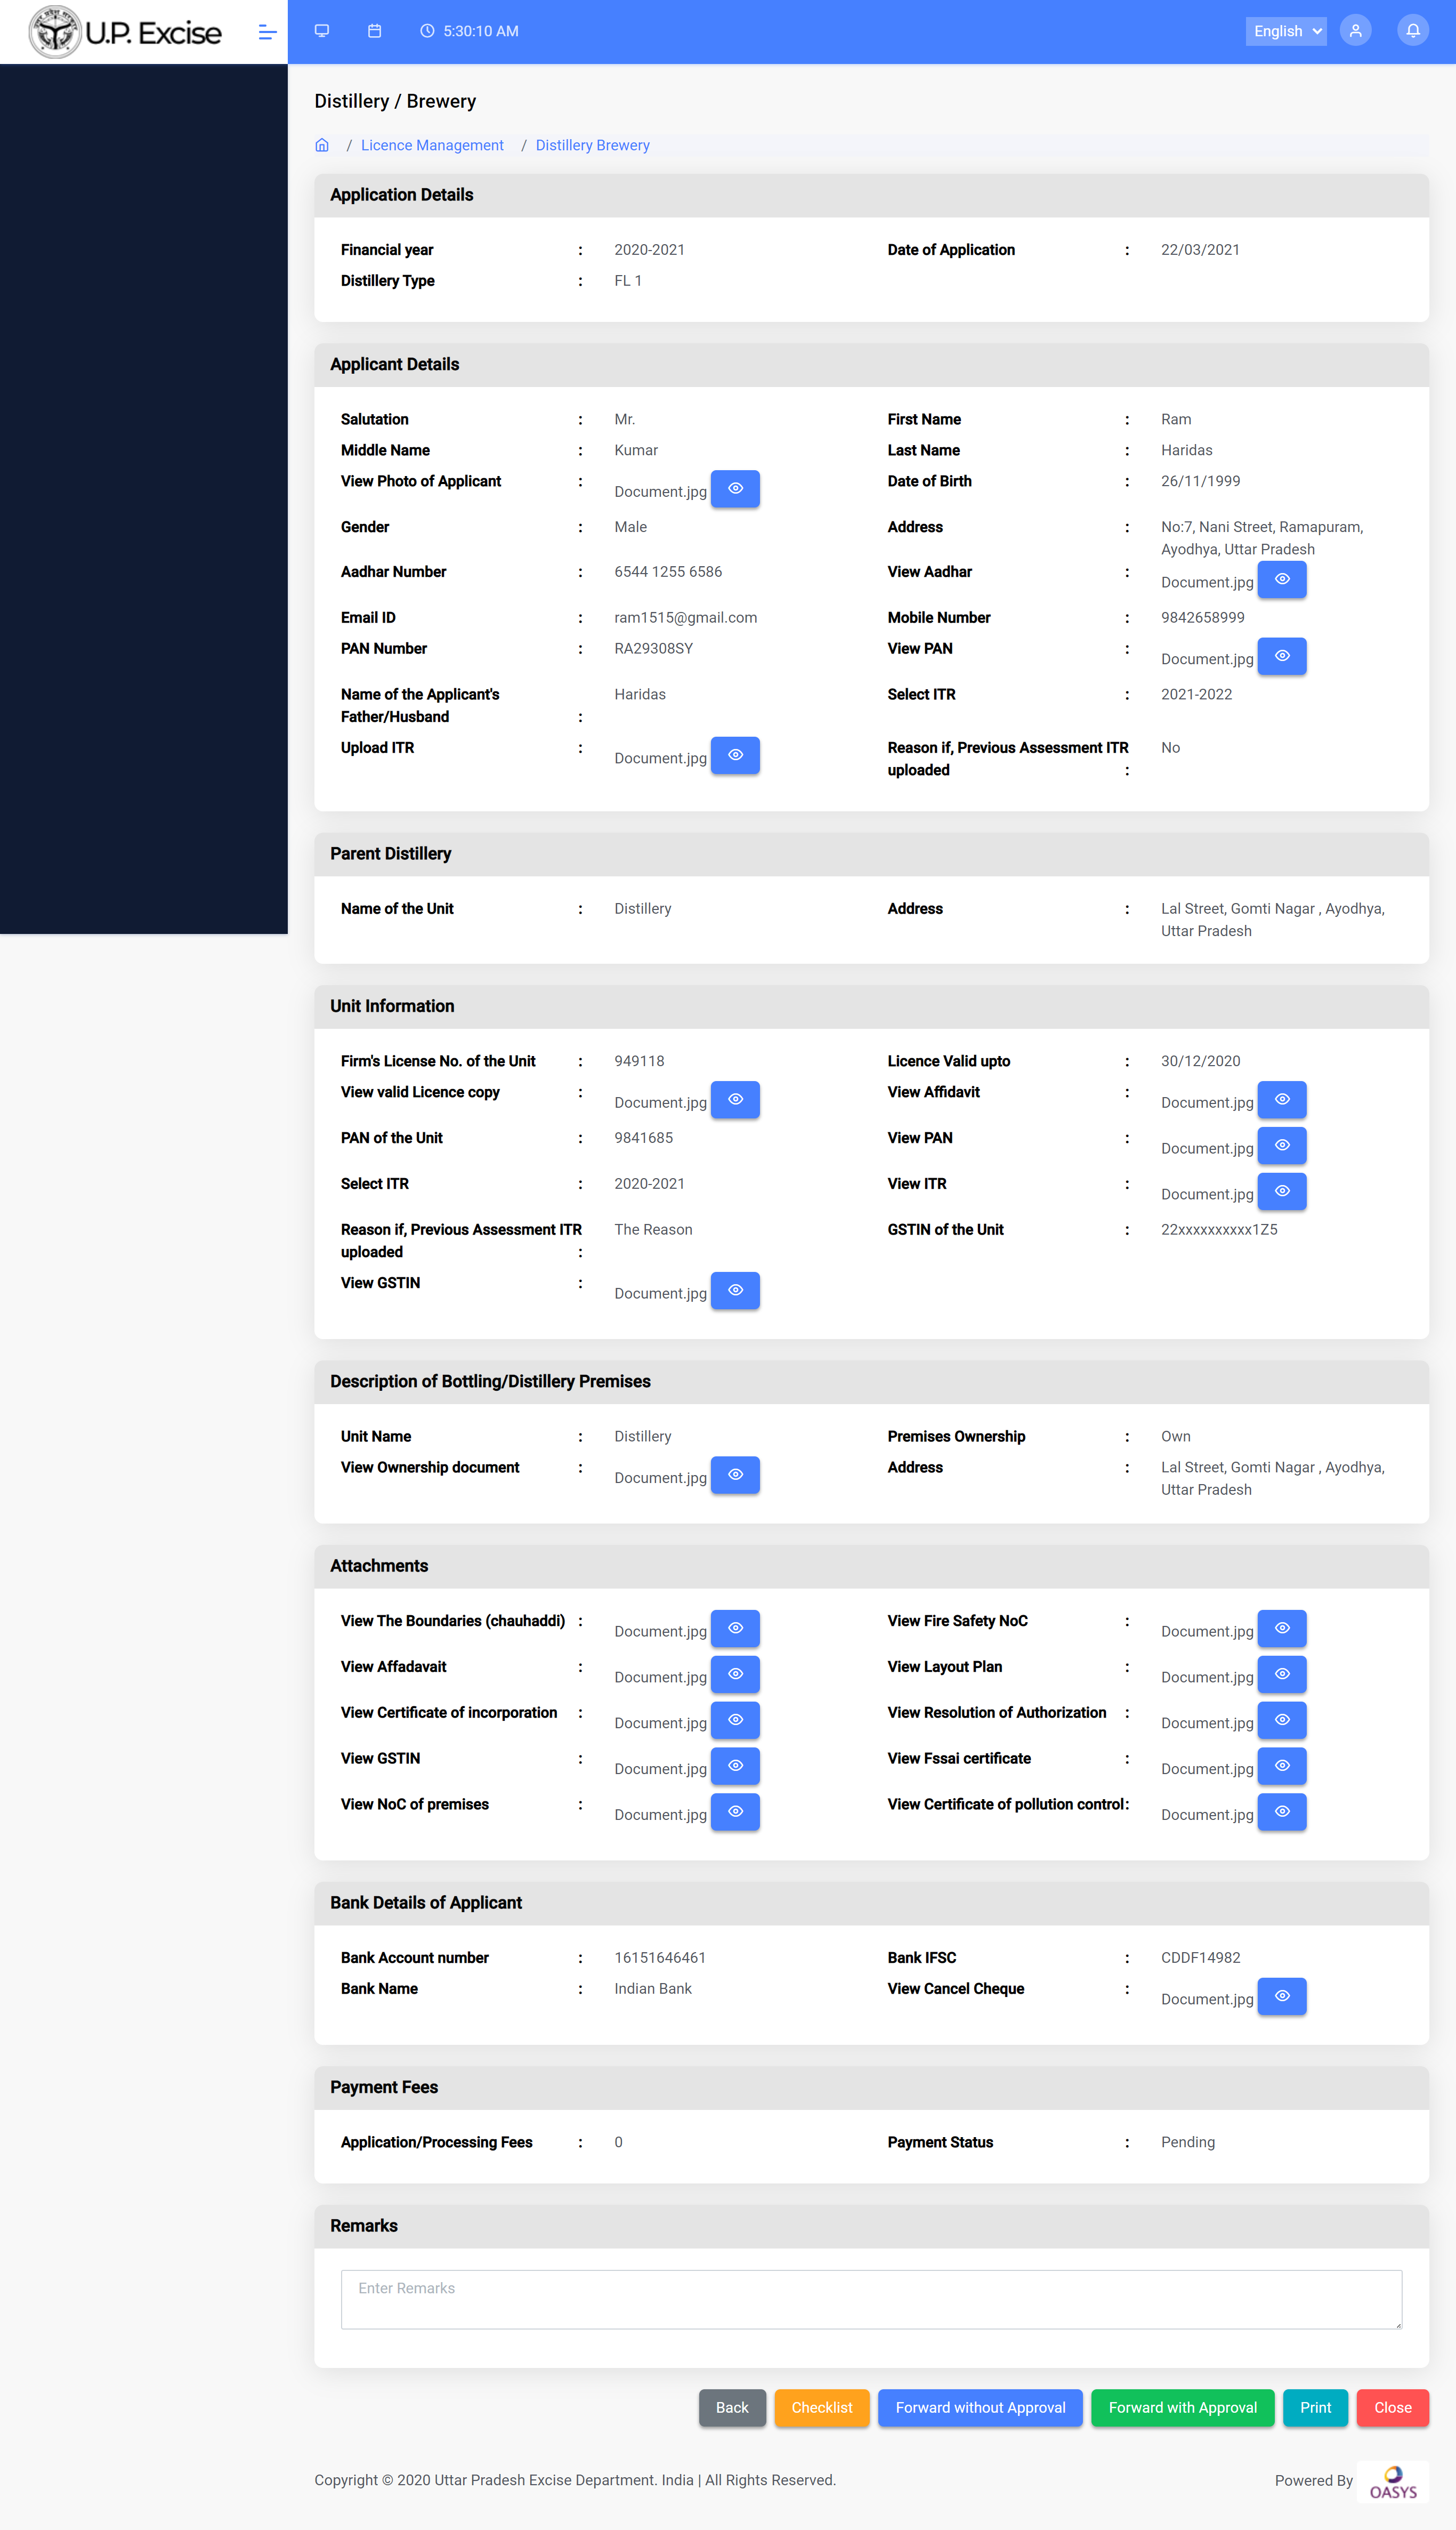 U.P. Excise
5:30:10 AM
English
Distillery / Brewery
/ Licence Management / Distillery Brewery
Application Details
Financial year : 2020-2021 Date of Application : 22/03/2021
Distillery Type : FL 1
Applicant Details
Salutation : Mr. First Name : Ram
Middle Name : Kumar Last Name : Haridas
View Photo of Applicant : Document.jpg Date of Birth : 26/11/1999
Gender : Male Address : No:7, Nani Street, Ramapuram,
Ayodhya, Uttar Pradesh
Aadhar Number : 6544 1255 6586 View Aadhar : Document.jpg
Email ID : ram1515@gmail.com Mobile Number : 9842658999
PAN Number : RA29308SY View PAN : Document.jpg
Name of the Applicant's Haridas Select ITR : 2021-2022
Father/Husband :
Upload ITR : Document.jpg Reason if, Previous Assessment ITR No
uploaded :
Parent Distillery
Name of the Unit : Distillery Address : Lal Street, Gomti Nagar , Ayodhya,
Uttar Pradesh
Unit Information
Firm's License No. of the Unit : 949118 Licence Valid upto : 30/12/2020
View valid Licence copy : Document.jpg View Affidavit : Document.jpg
PAN of the Unit : 9841685 View PAN : Document.jpg
Select ITR : 2020-2021 View ITR : Document.jpg
Reason if, Previous Assessment ITR The Reason GSTIN of the Unit : 22xxxxxxxxxx1Z5
uploaded :
View GSTIN : Document.jpg
Description of Bottling/Distillery Premises
Unit Name : Distillery Premises Ownership : Own
View Ownership document : Document.jpg Address : Lal Street, Gomti Nagar , Ayodhya,
Uttar Pradesh
Attachments
View The Boundaries (chauhaddi) : Document.jpg View Fire Safety NoC : Document.jpg
View Affadavait : Document.jpg View Layout Plan : Document.jpg
View Certificate of incorporation : Document.jpg View Resolution of Authorization : Document.jpg
View GSTIN : Document.jpg View Fssai certificate : Document.jpg
View NoC of premises : Document.jpg View Certificate of pollution control : Document.jpg
Bank Details of Applicant
Bank Account number : 16151646461 Bank IFSC : CDDF14982
Bank Name : Indian Bank View Cancel Cheque : Document.jpg
Payment Fees
Application/Processing Fees : 0 Payment Status : Pending
Remarks
Enter Remarks
Back Checklist Forward without Approval Forward with Approval Print Close
Copyright © 2020 Uttar Pradesh Excise Department. India | All Rights Reserved. Powered By OASYS